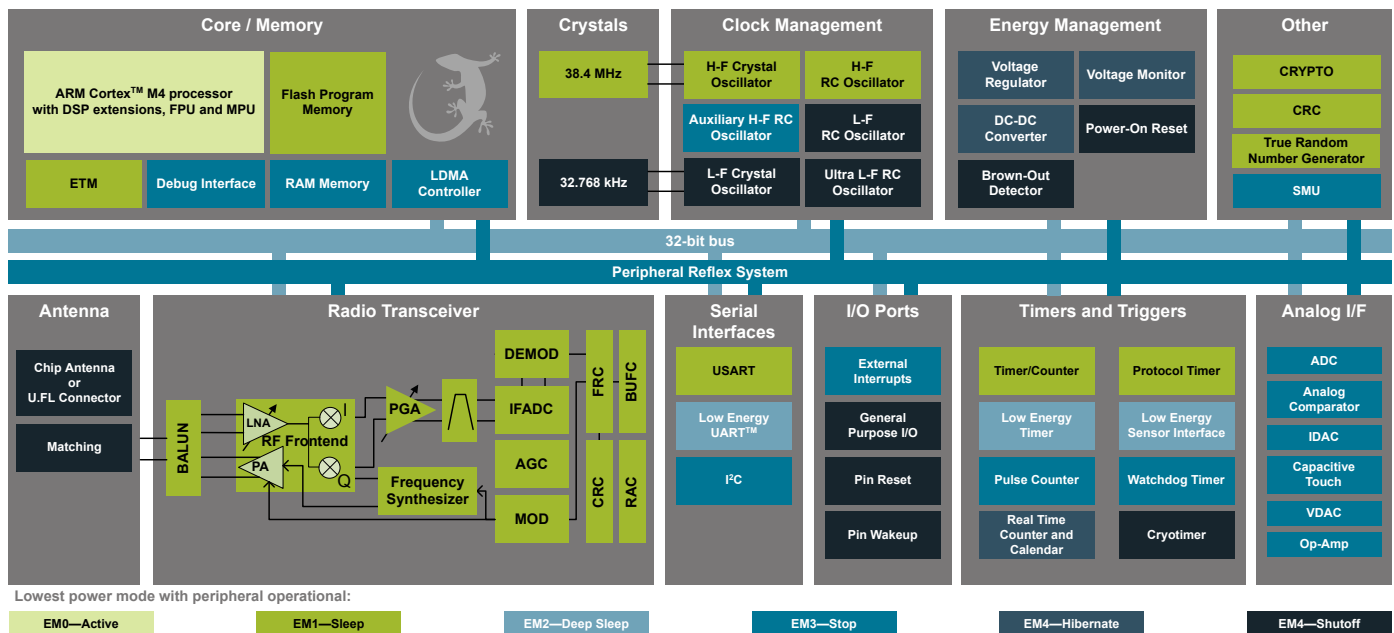 Core / Memory
ARM Cortex™ M4 processor
with DSP extensions, FPU and MPU
Flash Program
Memory
ETM
Debug Interface
RAM Memory
LDMA
Controller
Crystals
38.4 MHz
32.768 kHz
Clock Management
H-F Crystal
Oscillator
H-F
RC Oscillator
Auxiliary H-F RC
Oscillator
L-F
RC Oscillator
L-F Crystal
Oscillator
Ultra L-F RC
Oscillator
Energy Management
Voltage
Regulator
Voltage Monitor
DC-DC
Converter
Power-On Reset
Brown-Out
Detector
Other
CRYPTO
CRC
True Random
Number Generator
SMU
32-bit bus
Peripheral Reflex System
Antenna
Chip Antenna
or
U.FL Connector
Matching
Radio Transceiver
BALUN
LNA
RF Frontend
PA
I
Q
PGA
Frequency
Synthesizer
DEMOD
IFADC
AGC
MOD
FRC
BUFC
CRC
RAC
Serial
Interfaces
USART
Low Energy
UART™
I²C
I/O Ports
External
Interrupts
General
Purpose I/O
Pin Reset
Pin Wakeup
Timers and Triggers
Timer/Counter
Protocol Timer
Low Energy
Timer
Low Energy
Sensor Interface
Pulse Counter
Watchdog Timer
Real Time
Counter and
Calendar
Cryotimer
Analog I/F
ADC
Analog
Comparator
IDAC
Capacitive
Touch
VDAC
Op-Amp
Lowest power mode with peripheral operational:
EM0—Active
EM1—Sleep
EM2—Deep Sleep
EM3—Stop
EM4—Hibernate
EM4—Shutoff